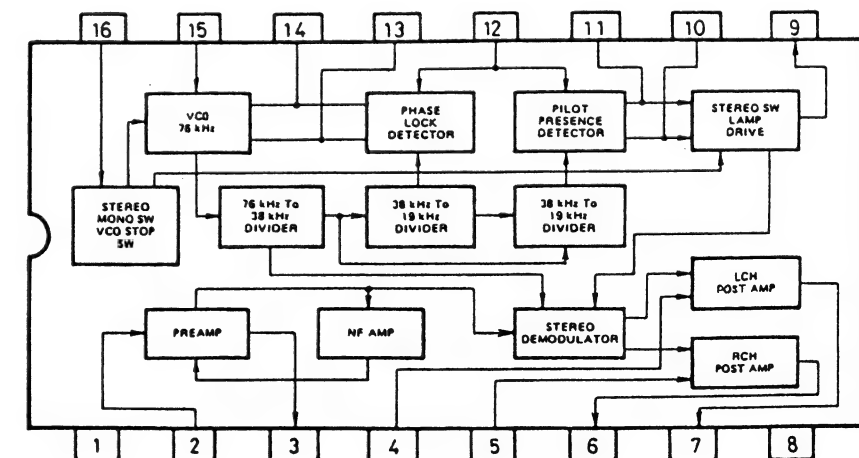 16 15 14 13 12 11 10 9
VCO
76 kHz
PHASE
LOCK
DETECTOR
PILOT
PRESENCE
DETECTOR
STEREO SW
LAMP
DRIVE
STEREO
MONO SW
VCO STOP
SW
76 kHz To
38 kHz
DIVIDER
38 kHz To
19 kHz
DIVIDER
38 kHz To
19 kHz
DIVIDER
LCH
POST AMP
PREAMP
NF AMP
STEREO
DEMODULATOR
RCH
POST AMP
1 2 3 4 5 6 7 8